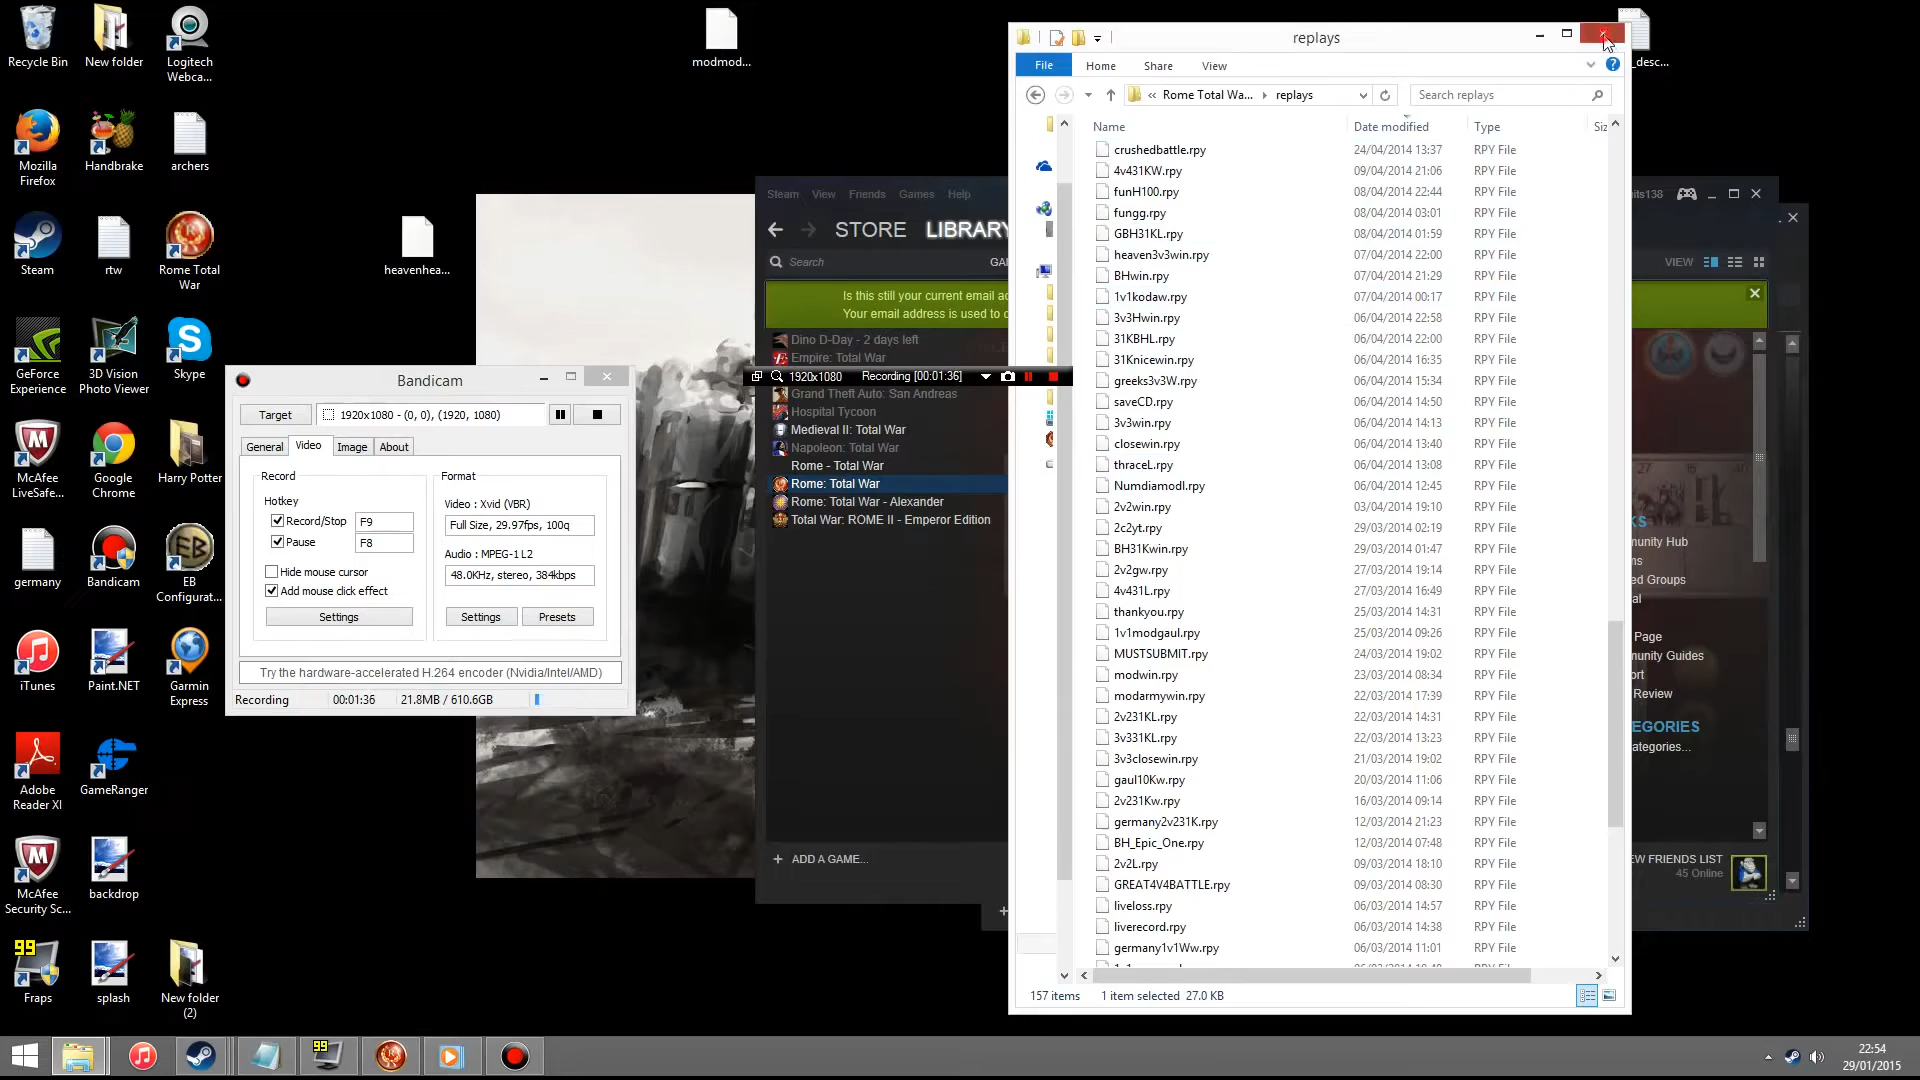 Recycle Bin
New folder
Logitech
Webca...
Mozilla
Firefox
Handbrake
archers
Steam
rtw
Rome Total
War
GeForce
Experience
3D Vision
Photo Viewer
Skype
McAfee
LiveSafe...
Google
Chrome
Harry Potter
germany
Bandicam
EB
Configurat...
iTunes
Paint.NET
Garmin
Express
Adobe
Reader XI
GameRanger
McAfee
Security Sc...
backdrop
99
Fraps
splash
New folder
(2)
modmod...
heavenhea...
_desc...
Bandicam
Target
1920x1080 - (0, 0), (1920, 1080)
General
Video
Image
About
Record
Hotkey
Record/Stop
F9
Pause
F8
Hide mouse cursor
Add mouse click effect
Settings
Format
Video : Xvid (VBR)
Full Size, 29.97fps, 100q
Audio : MPEG-1 L2
48.0KHz, stereo, 384kbps
Settings
Presets
Try the hardware-accelerated H.264 encoder (Nvidia/Intel/AMD)
Recording
00:01:36
21.8MB / 610.6GB
Steam View Friends Games Help
STORE LIBRARY
Search
GA
Is this still your current email ad
Your email address is used to c
Dino D-Day - 2 days left
Empire: Total War
1920x1080 Recording [00:01:36]
Grand Theft Auto: San Andreas
Hospital Tycoon
Medieval II: Total War
Napoleon: Total War
Rome - Total War
Rome: Total War
Rome: Total War - Alexander
Total War: ROME II - Emperor Edition
+ ADD A GAME...
+
replays
File Home Share View
« Rome Total Wa... replays
Search replays
Name Date modified Type Siz
crushedbattle.rpy 24/04/2014 13:37 RPY File
4v431KW.rpy 09/04/2014 21:06 RPY File
funH100.rpy 08/04/2014 22:44 RPY File
fungg.rpy 08/04/2014 03:01 RPY File
GBH31KL.rpy 08/04/2014 01:59 RPY File
heaven3v3win.rpy 07/04/2014 22:00 RPY File
BHwin.rpy 07/04/2014 21:29 RPY File
1v1kodaw.rpy 07/04/2014 00:17 RPY File
3v3Hwin.rpy 06/04/2014 22:58 RPY File
31KBHL.rpy 06/04/2014 22:00 RPY File
31Knicewin.rpy 06/04/2014 16:35 RPY File
greeks3v3W.rpy 06/04/2014 15:34 RPY File
saveCD.rpy 06/04/2014 14:50 RPY File
3v3win.rpy 06/04/2014 14:13 RPY File
closewin.rpy 06/04/2014 13:40 RPY File
thraceL.rpy 06/04/2014 13:08 RPY File
Numdiamodl.rpy 06/04/2014 12:45 RPY File
2v2win.rpy 03/04/2014 19:10 RPY File
2c2yt.rpy 29/03/2014 02:19 RPY File
BH31Kwin.rpy 29/03/2014 01:47 RPY File
2v2gw.rpy 27/03/2014 19:14 RPY File
4v431L.rpy 27/03/2014 16:49 RPY File
thankyou.rpy 25/03/2014 14:31 RPY File
1v1modgaul.rpy 25/03/2014 09:26 RPY File
MUSTSUBMIT.rpy 24/03/2014 19:02 RPY File
modwin.rpy 23/03/2014 08:34 RPY File
modarmywin.rpy 22/03/2014 17:39 RPY File
2v231KL.rpy 22/03/2014 14:31 RPY File
3v331KL.rpy 22/03/2014 13:23 RPY File
3v3closewin.rpy 21/03/2014 19:02 RPY File
gaul10Kw.rpy 20/03/2014 11:06 RPY File
2v231Kw.rpy 16/03/2014 09:14 RPY File
germany2v231K.rpy 12/03/2014 21:23 RPY File
BH_Epic_One.rpy 12/03/2014 07:48 RPY File
2v2L.rpy 09/03/2014 18:10 RPY File
GREAT4V4BATTLE.rpy 09/03/2014 08:30 RPY File
liveloss.rpy 06/03/2014 14:57 RPY File
liverecord.rpy 06/03/2014 14:38 RPY File
germany1v1Ww.rpy 06/03/2014 11:01 RPY File
157 items 1 item selected 27.0 KB
its138
VIEW
KS
munity Hub
ms
ed Groups
al
Page
munity Guides
ort
Review
EGORIES
ategories...
EW FRIENDS LIST
45 Online
99
22:54
29/01/2015